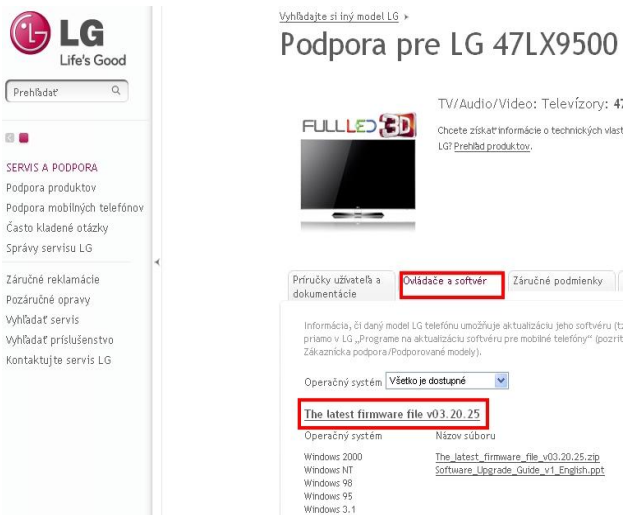 LG
Life's Good
Prehľadať
SERVIS A PODPORA
Podpora produktov
Podpora mobilných telefónov
Často kladené otázky
Správy servisu LG
Záručné reklamácie
Pozáručné opravy
Vyhľadať servis
Vyhľadať príslušenstvo
Kontaktujte servis LG
Vyhľadajte si iný model LG
Podpora pre LG 47LX9500
FULL LED 3D
TV/Audio/Video: Televízory: 47
Chcete získať informácie o technických vlast
LG? Prehľad produktov.
Príručky užívateľa a
dokumentácie
Ovládače a softvér
Záručné podmienky
Informácia, či daný model LG telefónu umožňuje aktualizáciu jeho softvéru (tz
priamo v LG „Programe na aktualizáciu softvéru pre mobilné telefóny“ (pozrit
Zákaznícka podpora/Podporované modely).
Operačný systém Všetko je dostupné
The latest firmware file v03.20.25
Operačný systém Názov súboru
Windows 2000 The_latest_firmware_file_v03.20.25.zip
Windows NT Software_Upgrade_Guide_v1_English.ppt
Windows 98
Windows 95
Windows 3.1